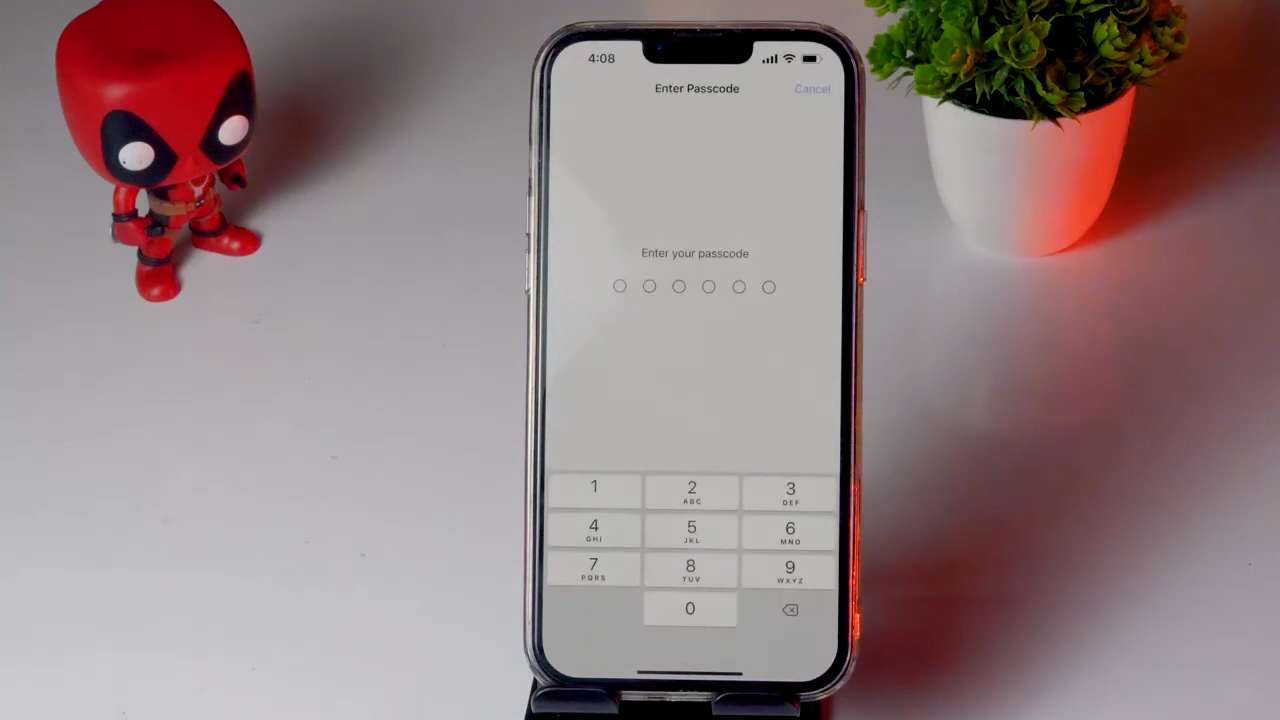 4:08
Enter Passcode Cancel
Enter your passcode
1 2 3
ABC DEF
4 5 6
GHI JKL MNO
7 8 9
PQRS TUV WXYZ
0